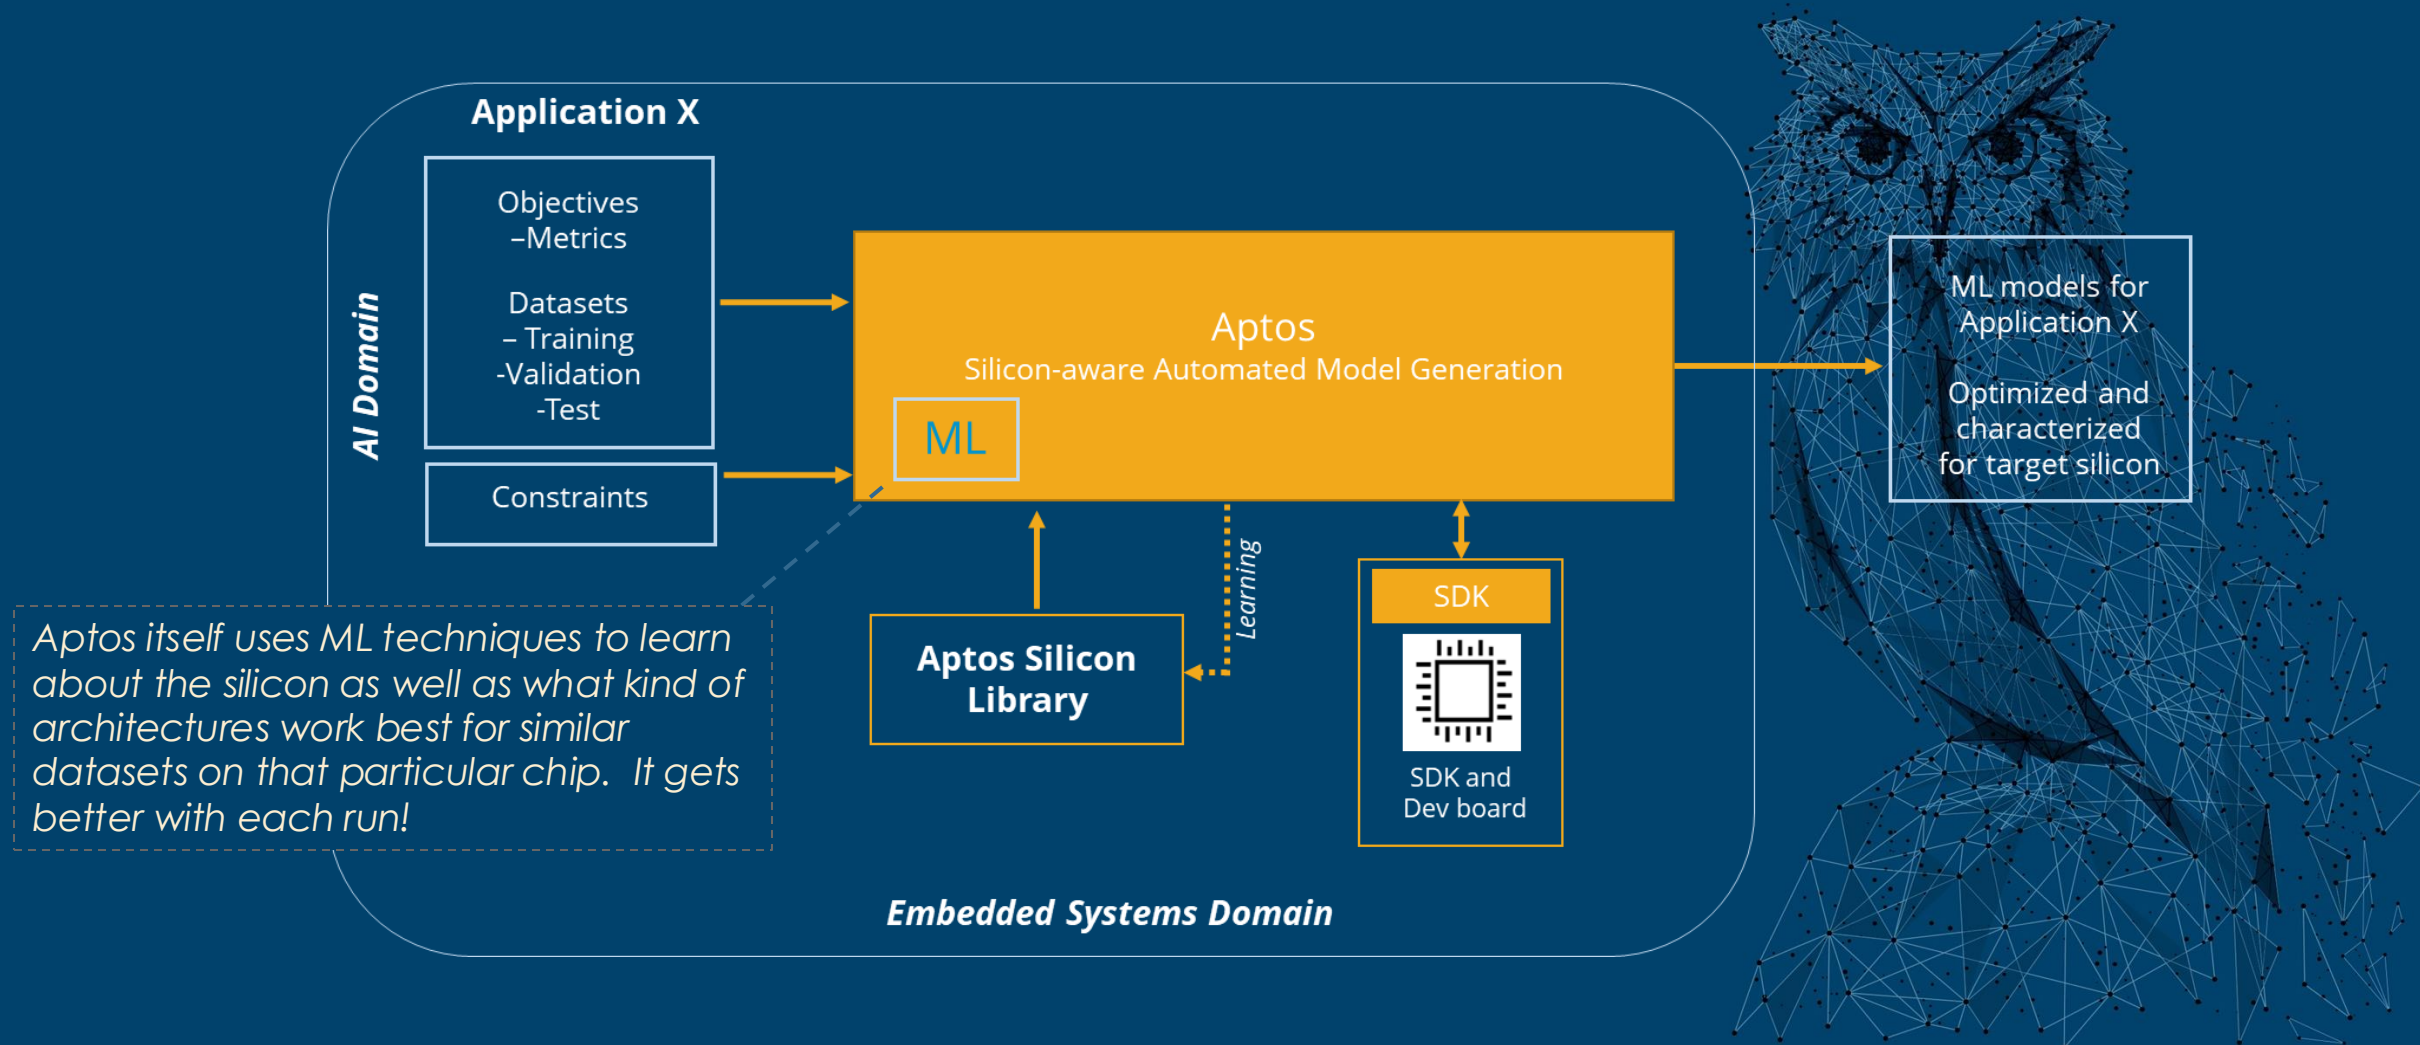 Application X
AI Domain
Objectives
–Metrics
Datasets
– Training
-Validation
-Test
Constraints
Aptos
Silicon-aware Automated Model Generation
ML
ML models for
Application X
Optimized and
characterized
for target silicon
Learning
Aptos Silicon
Library
SDK
SDK and
Dev board
Aptos itself uses ML techniques to learn
about the silicon as well as what kind of
architectures work best for similar
datasets on that particular chip.  It gets
better with each run!
Embedded Systems Domain